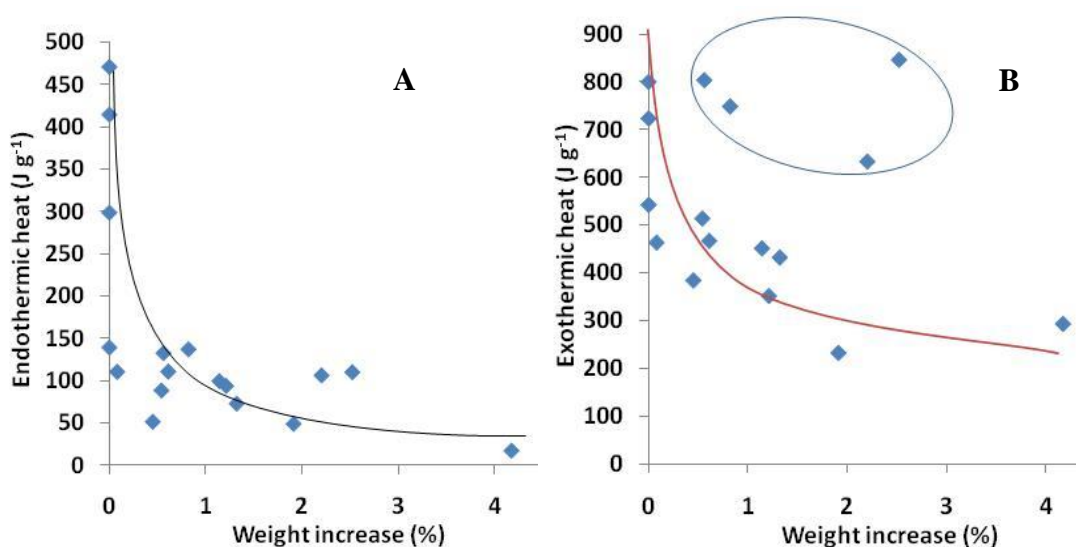 A
Endothermic heat (J g⁻¹)
500
450
400
350
300
250
200
150
100
50
0
0 1 2 3 4
Weight increase (%)
B
Exothermic heat (J g⁻¹)
900
800
700
600
500
400
300
200
100
0
0 1 2 3 4
Weight increase (%)